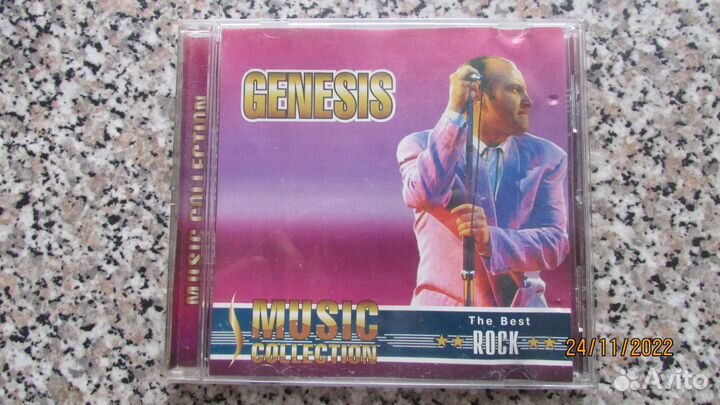 GENESIS
MUSIC COLLECTION
MUSIC
COLLECTION
The Best
ROCK
24/11/2022
Avito